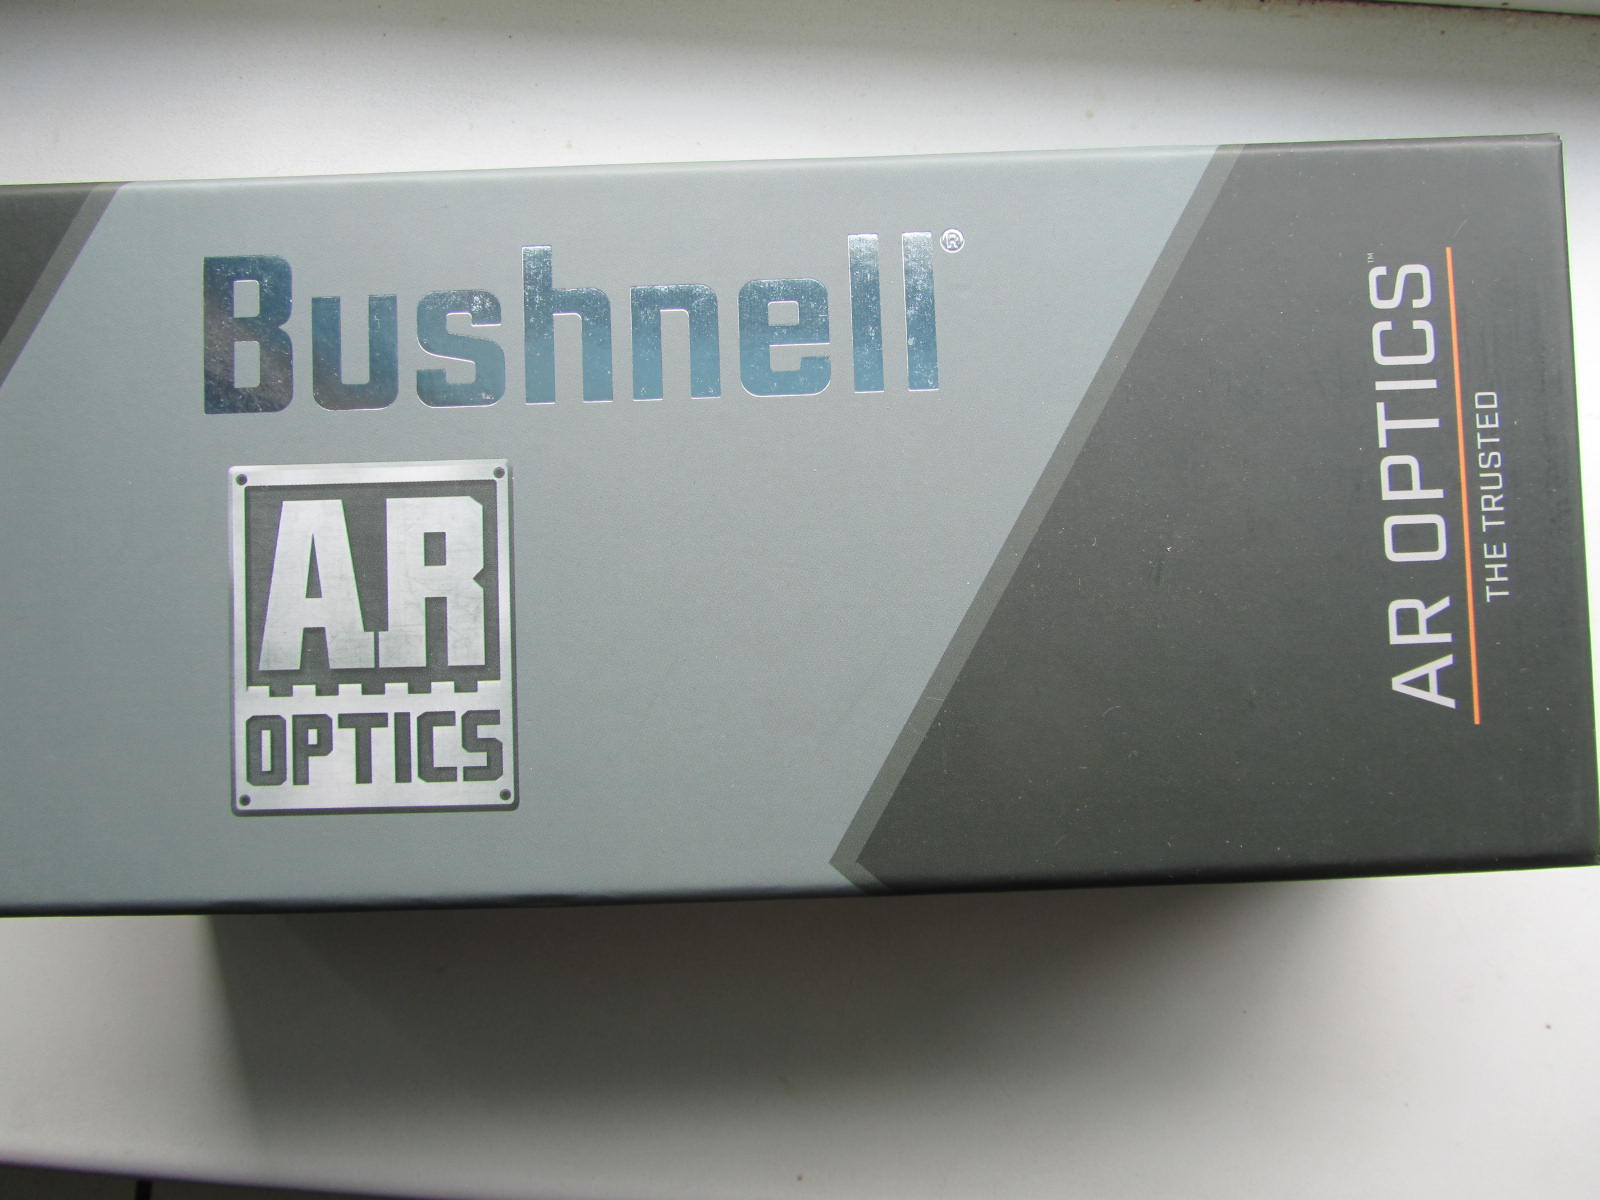 Bushnell®
AR
OPTICS
AR OPTICS™
THE TRUSTED